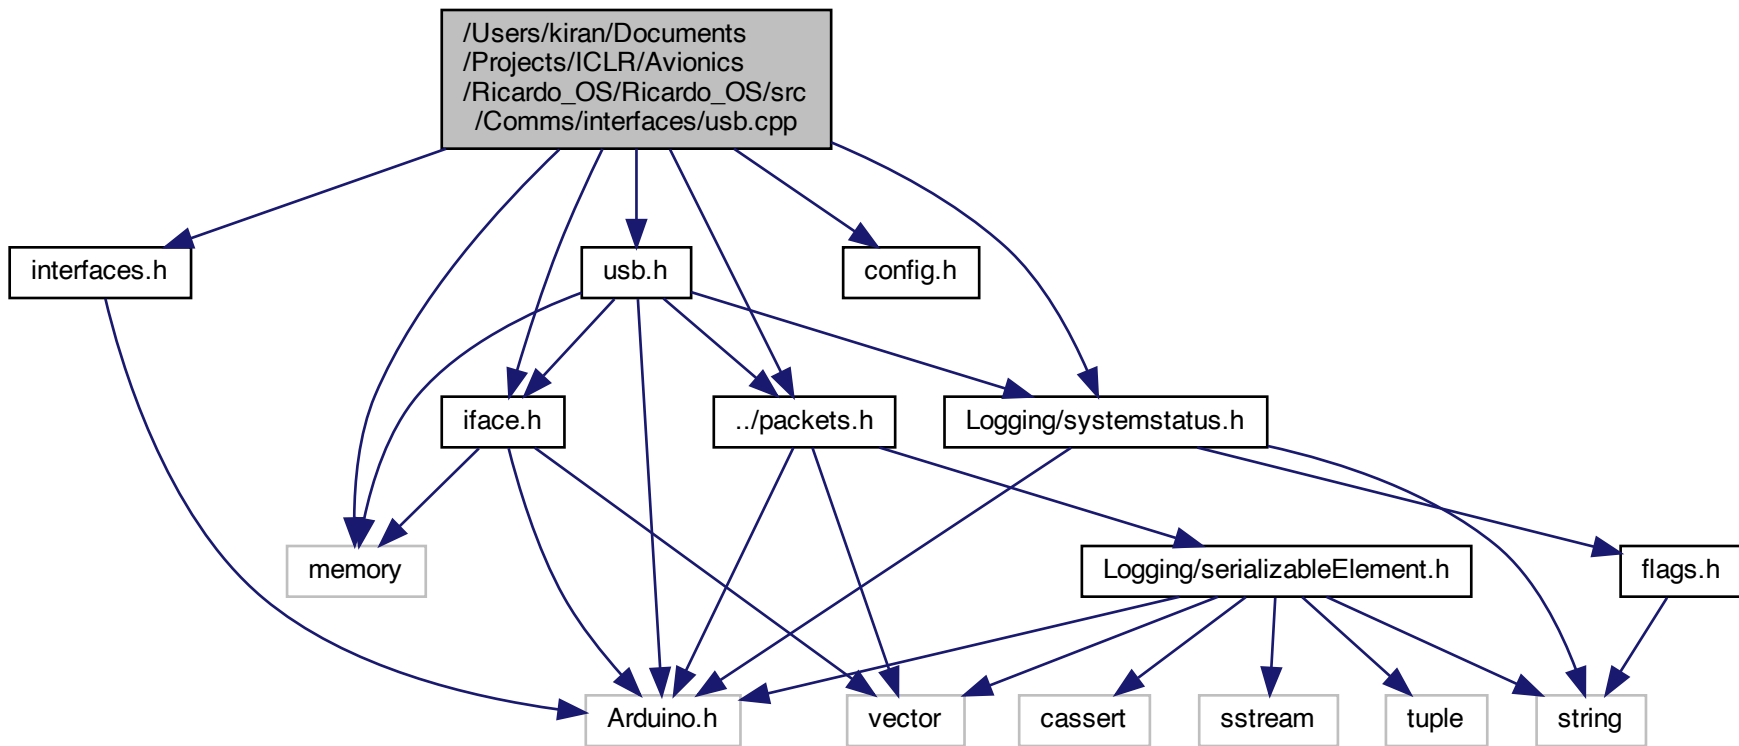 /Users/kiran/Documents
/Projects/ICLR/Avionics
/Ricardo_OS/Ricardo_OS/src
/Comms/interfaces/usb.cpp
interfaces.h
usb.h
config.h
iface.h
../packets.h
Logging/systemstatus.h
memory
Logging/serializableElement.h
flags.h
Arduino.h
vector
cassert
sstream
tuple
string